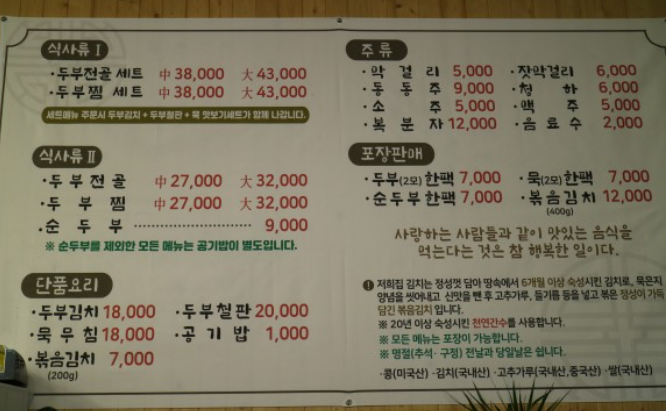 식사류 I
·두부전골 세트 中 38,000 大 43,000
·두부찜 세트 中 38,000 大 43,000
세트메뉴 주문시 두부김치 + 두부철판 + 묵 맛보기세트가 함께 나갑니다.
식사류 II
·두부전골 中 27,000 大 32,000
·두부찜 中 27,000 大 32,000
·순두부 ················ 9,000
※ 순두부를 제외한 모든 메뉴는 공기밥이 별도입니다.
단품요리
·두부김치 18,000 ·두부철판 20,000
·묵무침 18,000 ·공기밥 1,000
·볶음김치 7,000
(200g)
주류
·막걸리 5,000 ·잣막걸리 6,000
·동동주 9,000 ·청하 6,000
·소주 5,000 ·맥주 5,000
·복분자 12,000 ·음료수 2,000
포장판매
·두부(2모) 한팩 7,000 ·묵(2모) 한팩 7,000
·순두부 한팩 7,000 ·볶음김치 12,000
(400g)
사랑하는 사람들과 같이 맛있는 음식을
먹는다는 것은 참 행복한 일이다.
저희집 김치는 정성껏 담아 땅속에서 6개월 이상 숙성시킨 김치로, 묵은지
양념을 씻어내고 신맛을 뺀 후 고추가루, 들기름 등을 넣고 볶은 정성이 가득
담긴 볶음김치 입니다.
※ 20년 이상 숙성시킨 천연간수를 사용합니다.
※ 모든 메뉴는 포장이 가능합니다.
※ 명절(추석· 구정) 전날과 당일날은 쉽니다.
·콩(미국산) ·김치(국내산) ·고추가루(국내산,중국산) ·쌀(국내산)